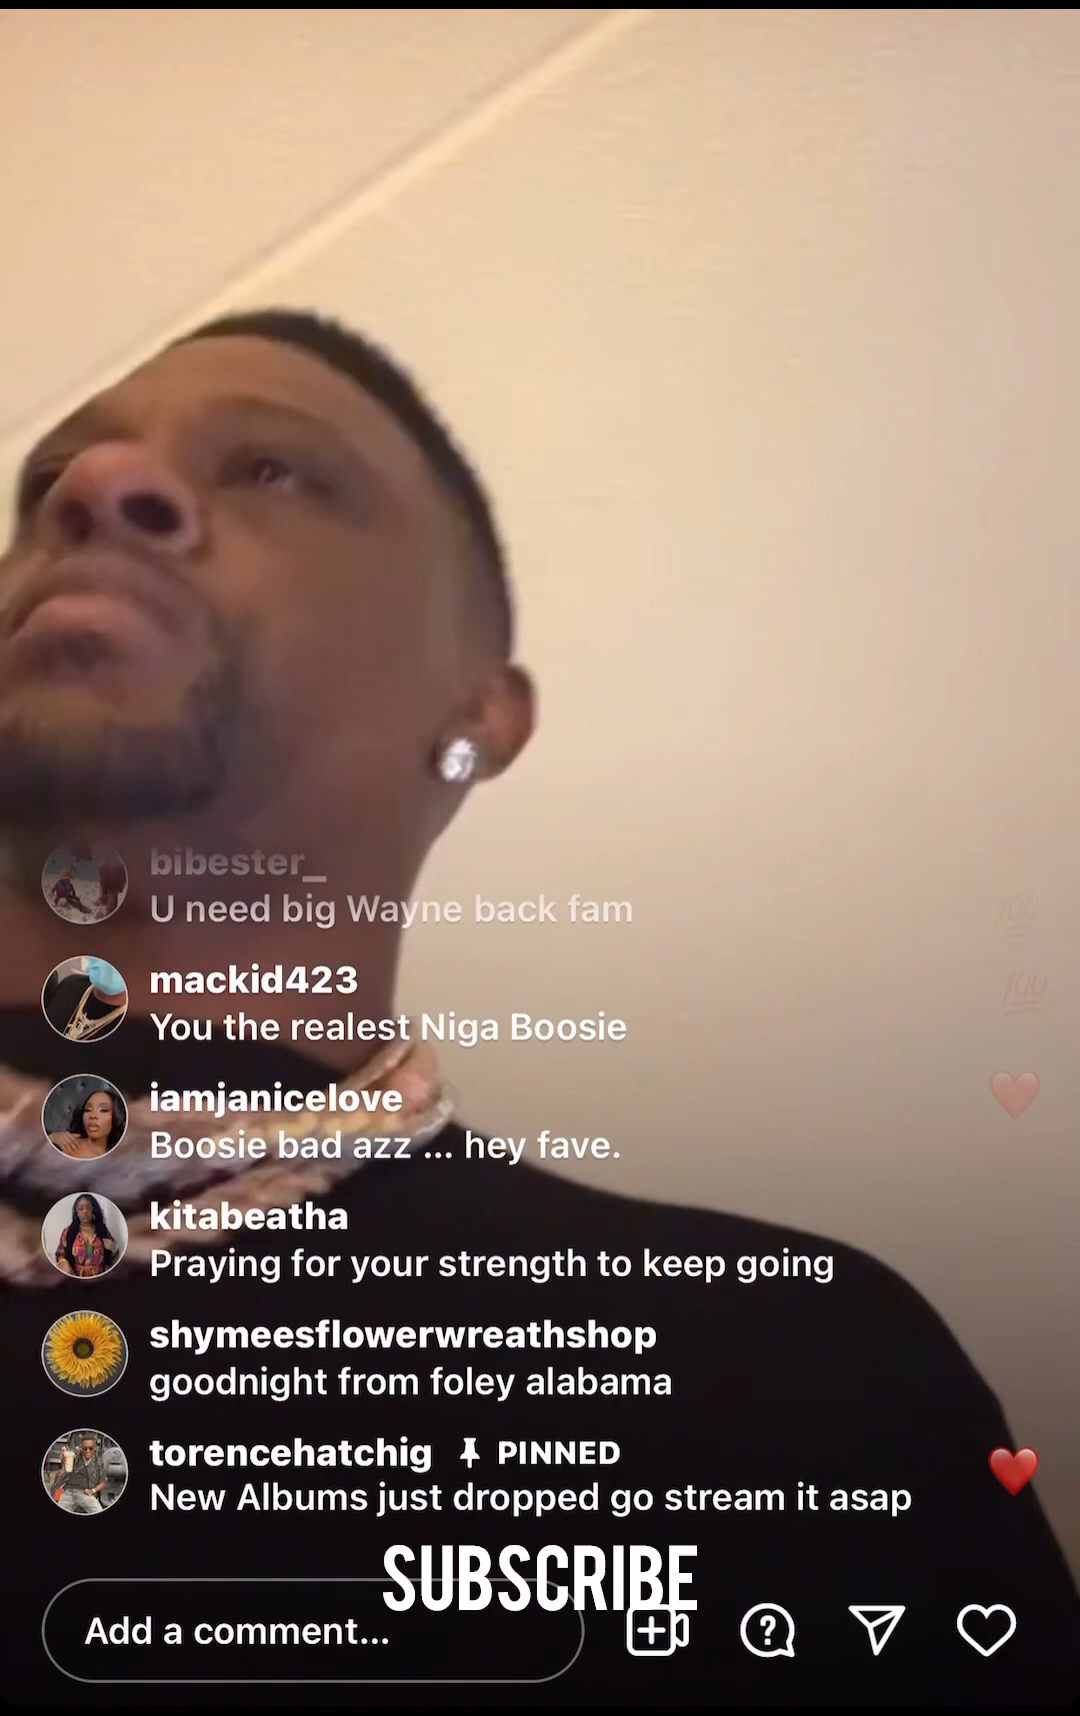 bibester_
U need big Wayne back fam
mackid423
You the realest Niga Boosie
iamjanicelove
Boosie bad azz ... hey fave.
kitabeatha
Praying for your strength to keep going
shymeesflowerwreathshop
goodnight from foley alabama
torencehatchig PINNED
New Albums just dropped go stream it asap
SUBSCRIBE
Add a comment...